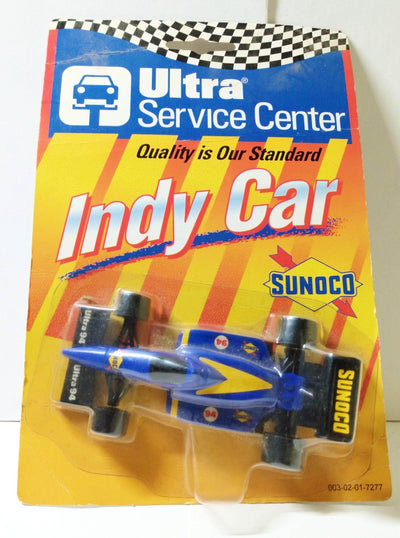 Ultra®
Service Center
Quality is Our Standard
Indy Car
SUNOCO
Ultra 94
Ultra 94
94
94
SUNOCO
003-02-01-7277